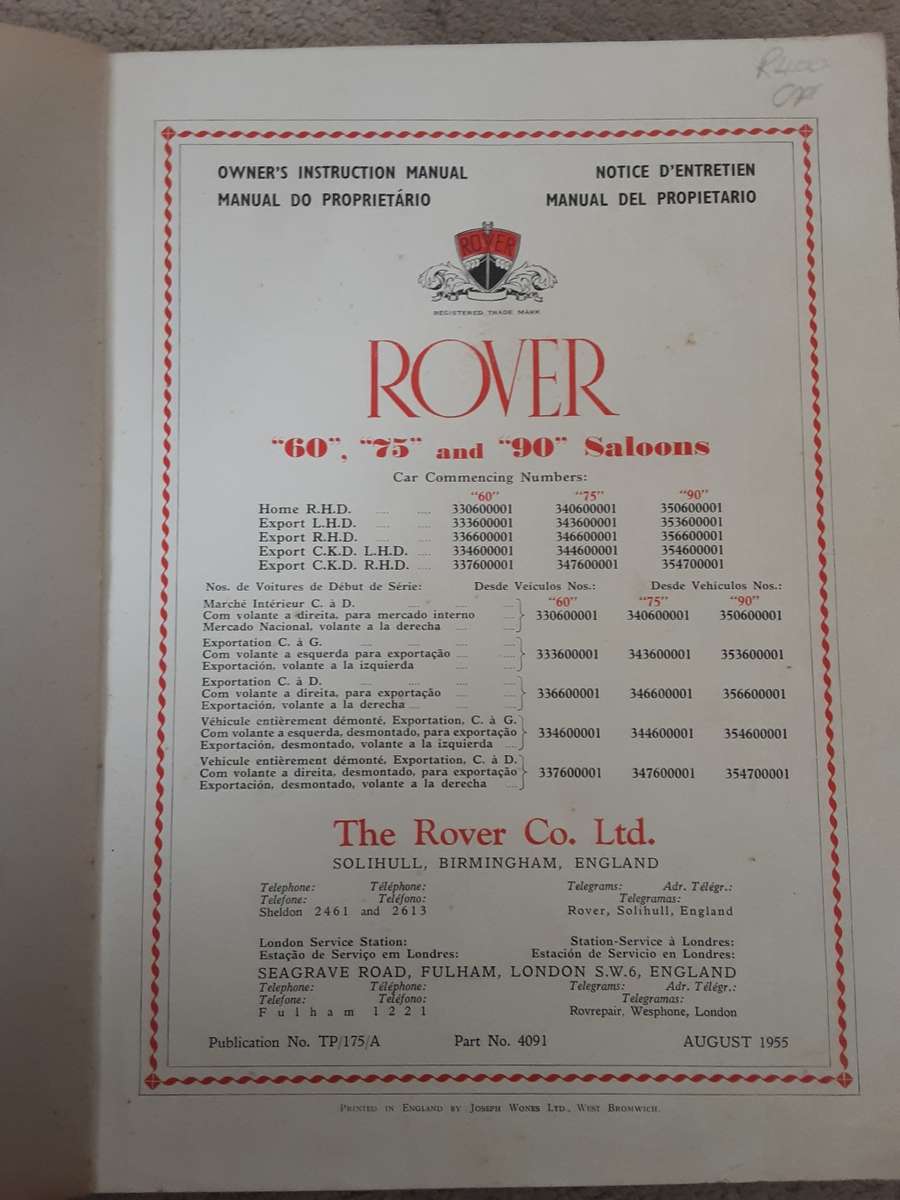 R400
OWNER'S INSTRUCTION MANUAL NOTICE D'ENTRETIEN
MANUAL DO PROPRIETÁRIO MANUAL DEL PROPIETARIO
ROVER
REGISTERED TRADE MARK
ROVER
"60", "75" and "90" Saloons
Car Commencing Numbers:
"60" "75" "90"
Home R.H.D. .... .... 330600001 340600001 350600001
Export L.H.D. .... .... 333600001 343600001 353600001
Export R.H.D. .... .... 336600001 346600001 356600001
Export C.K.D. L.H.D. .... 334600001 344600001 354600001
Export C.K.D. R.H.D. .... 337600001 347600001 354700001
Nos. de Voitures de Début de Série: Desde Veículos Nos.: Desde Vehículos Nos.:
Marché Intérieur C. à D. .... .... .... "60" "75" "90"
Com volante a direita, para mercado interno .... 330600001 340600001 350600001
Mercado Nacional, volante a la derecha .... ....
Exportation C. à G. .... .... .... ....
Com volante a esquerda para exportação .... .... 333600001 343600001 353600001
Exportación, volante a la izquierda .... ....
Exportation C. à D. .... .... .... ....
Com volante a direita, para exportação .... .... 336600001 346600001 356600001
Exportación, volante a la derecha .... .... ....
Véhicule entièrement démonté, Exportation, C. à G.
Com volante a esquerda, desmontado, para exportação 334600001 344600001 354600001
Exportación, desmontado, volante a la izquierda ....
Vehicule entièrement démonté, Exportation, C. à D.
Com volante a direita, desmontado, para exportação 337600001 347600001 354700001
Exportación, desmontado, volante a la derecha ....
The Rover Co. Ltd.
SOLIHULL, BIRMINGHAM, ENGLAND
Telephone: Téléphone: Telegrams: Adr. Télégr.:
Telefone: Teléfono: Telegramas:
Sheldon 2461 and 2613 Rover, Solihull, England
London Service Station: Station-Service à Londres:
Estação de Serviço em Londres: Estación de Servicio en Londres:
SEAGRAVE ROAD, FULHAM, LONDON S.W.6, ENGLAND
Telephone: Téléphone: Telegrams: Adr. Télégr.:
Telefone: Teléfono: Telegramas:
Fulham 1221 Rovrepair, Wesphone, London
Publication No. TP/175/A Part No. 4091 AUGUST 1955
PRINTED IN ENGLAND BY JOSEPH WONES LTD., WEST BROMWICH.